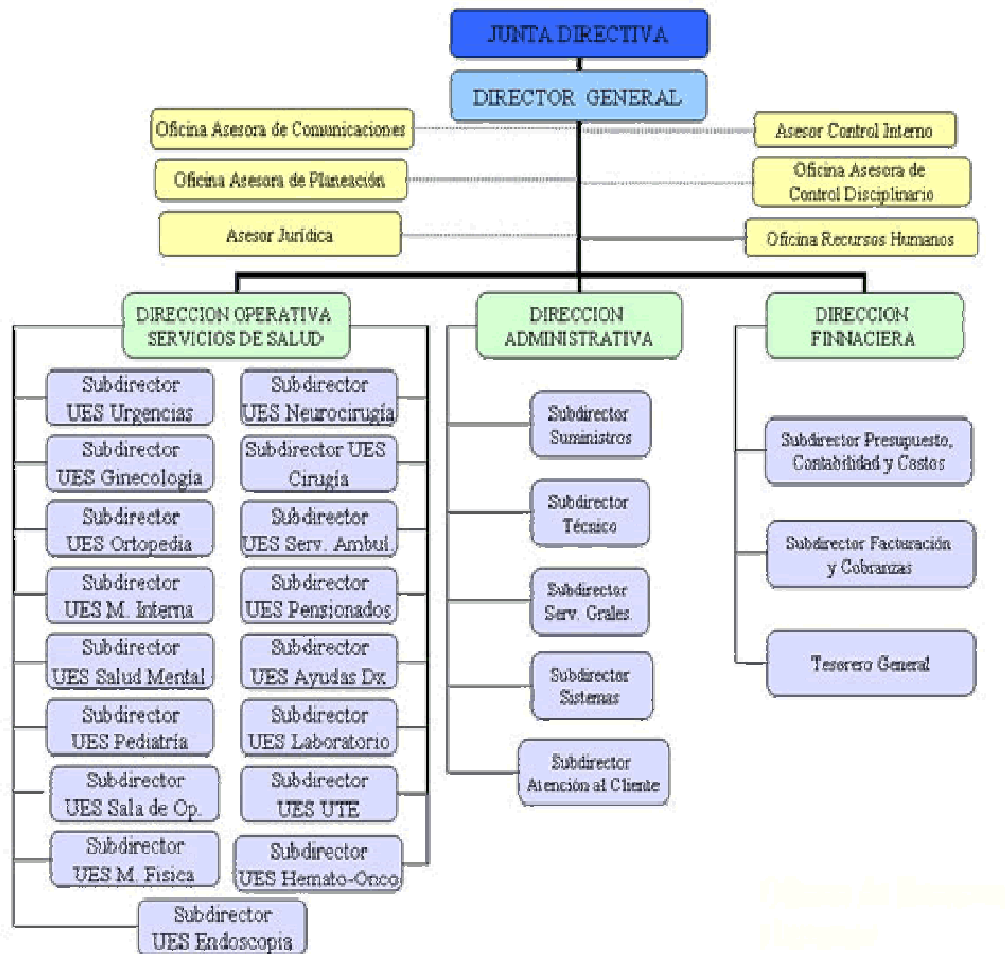 JUNTA DIRECTIVA
DIRECTOR GENERAL
Oficina Asesora de Comunicaciones
Asesor Control Interno
Oficina Asesora de Planeación
Oficina Asesora de
Control Disciplinario
Asesor Jurídica
Oficina Recursos Humanos
DIRECCION OPERATIVA
SERVICIOS DE SALUD
Subdirector
UES Urgencias
Subdirector
UES Neurocirugía
Subdirector
UES Ginecología
Subdirector UES
Cirugía
Subdirector
UES Ortopedia
Subdirector
UES Serv. Ambul.
Subdirector
UES M. Interna
Subdirector
UES Pensionados
Subdirector
UES Salud Mental
Subdirector
UES Ayudas Dx
Subdirector
UES Pediatría
Subdirector
UES Laboratorio
Subdirector
UES Sala de Op.
Subdirector
UES UTE
Subdirector
UES M. Fisica
Subdirector
UES Hemato-Onco
Subdirector
UES Endoscopia
DIRECCION
ADMINISTRATIVA
Subdirector
Suministros
Subdirector
Técnico
Subdirector
Serv. Grales.
Subdirector
Sistemas
Subdirector
Atención al Cliente
DIRECCION
FINNACIERA
Subdirector Presupuesto,
Contabilidad y Costos
Subdirector Facturación
y Cobranzas
Tesorero General